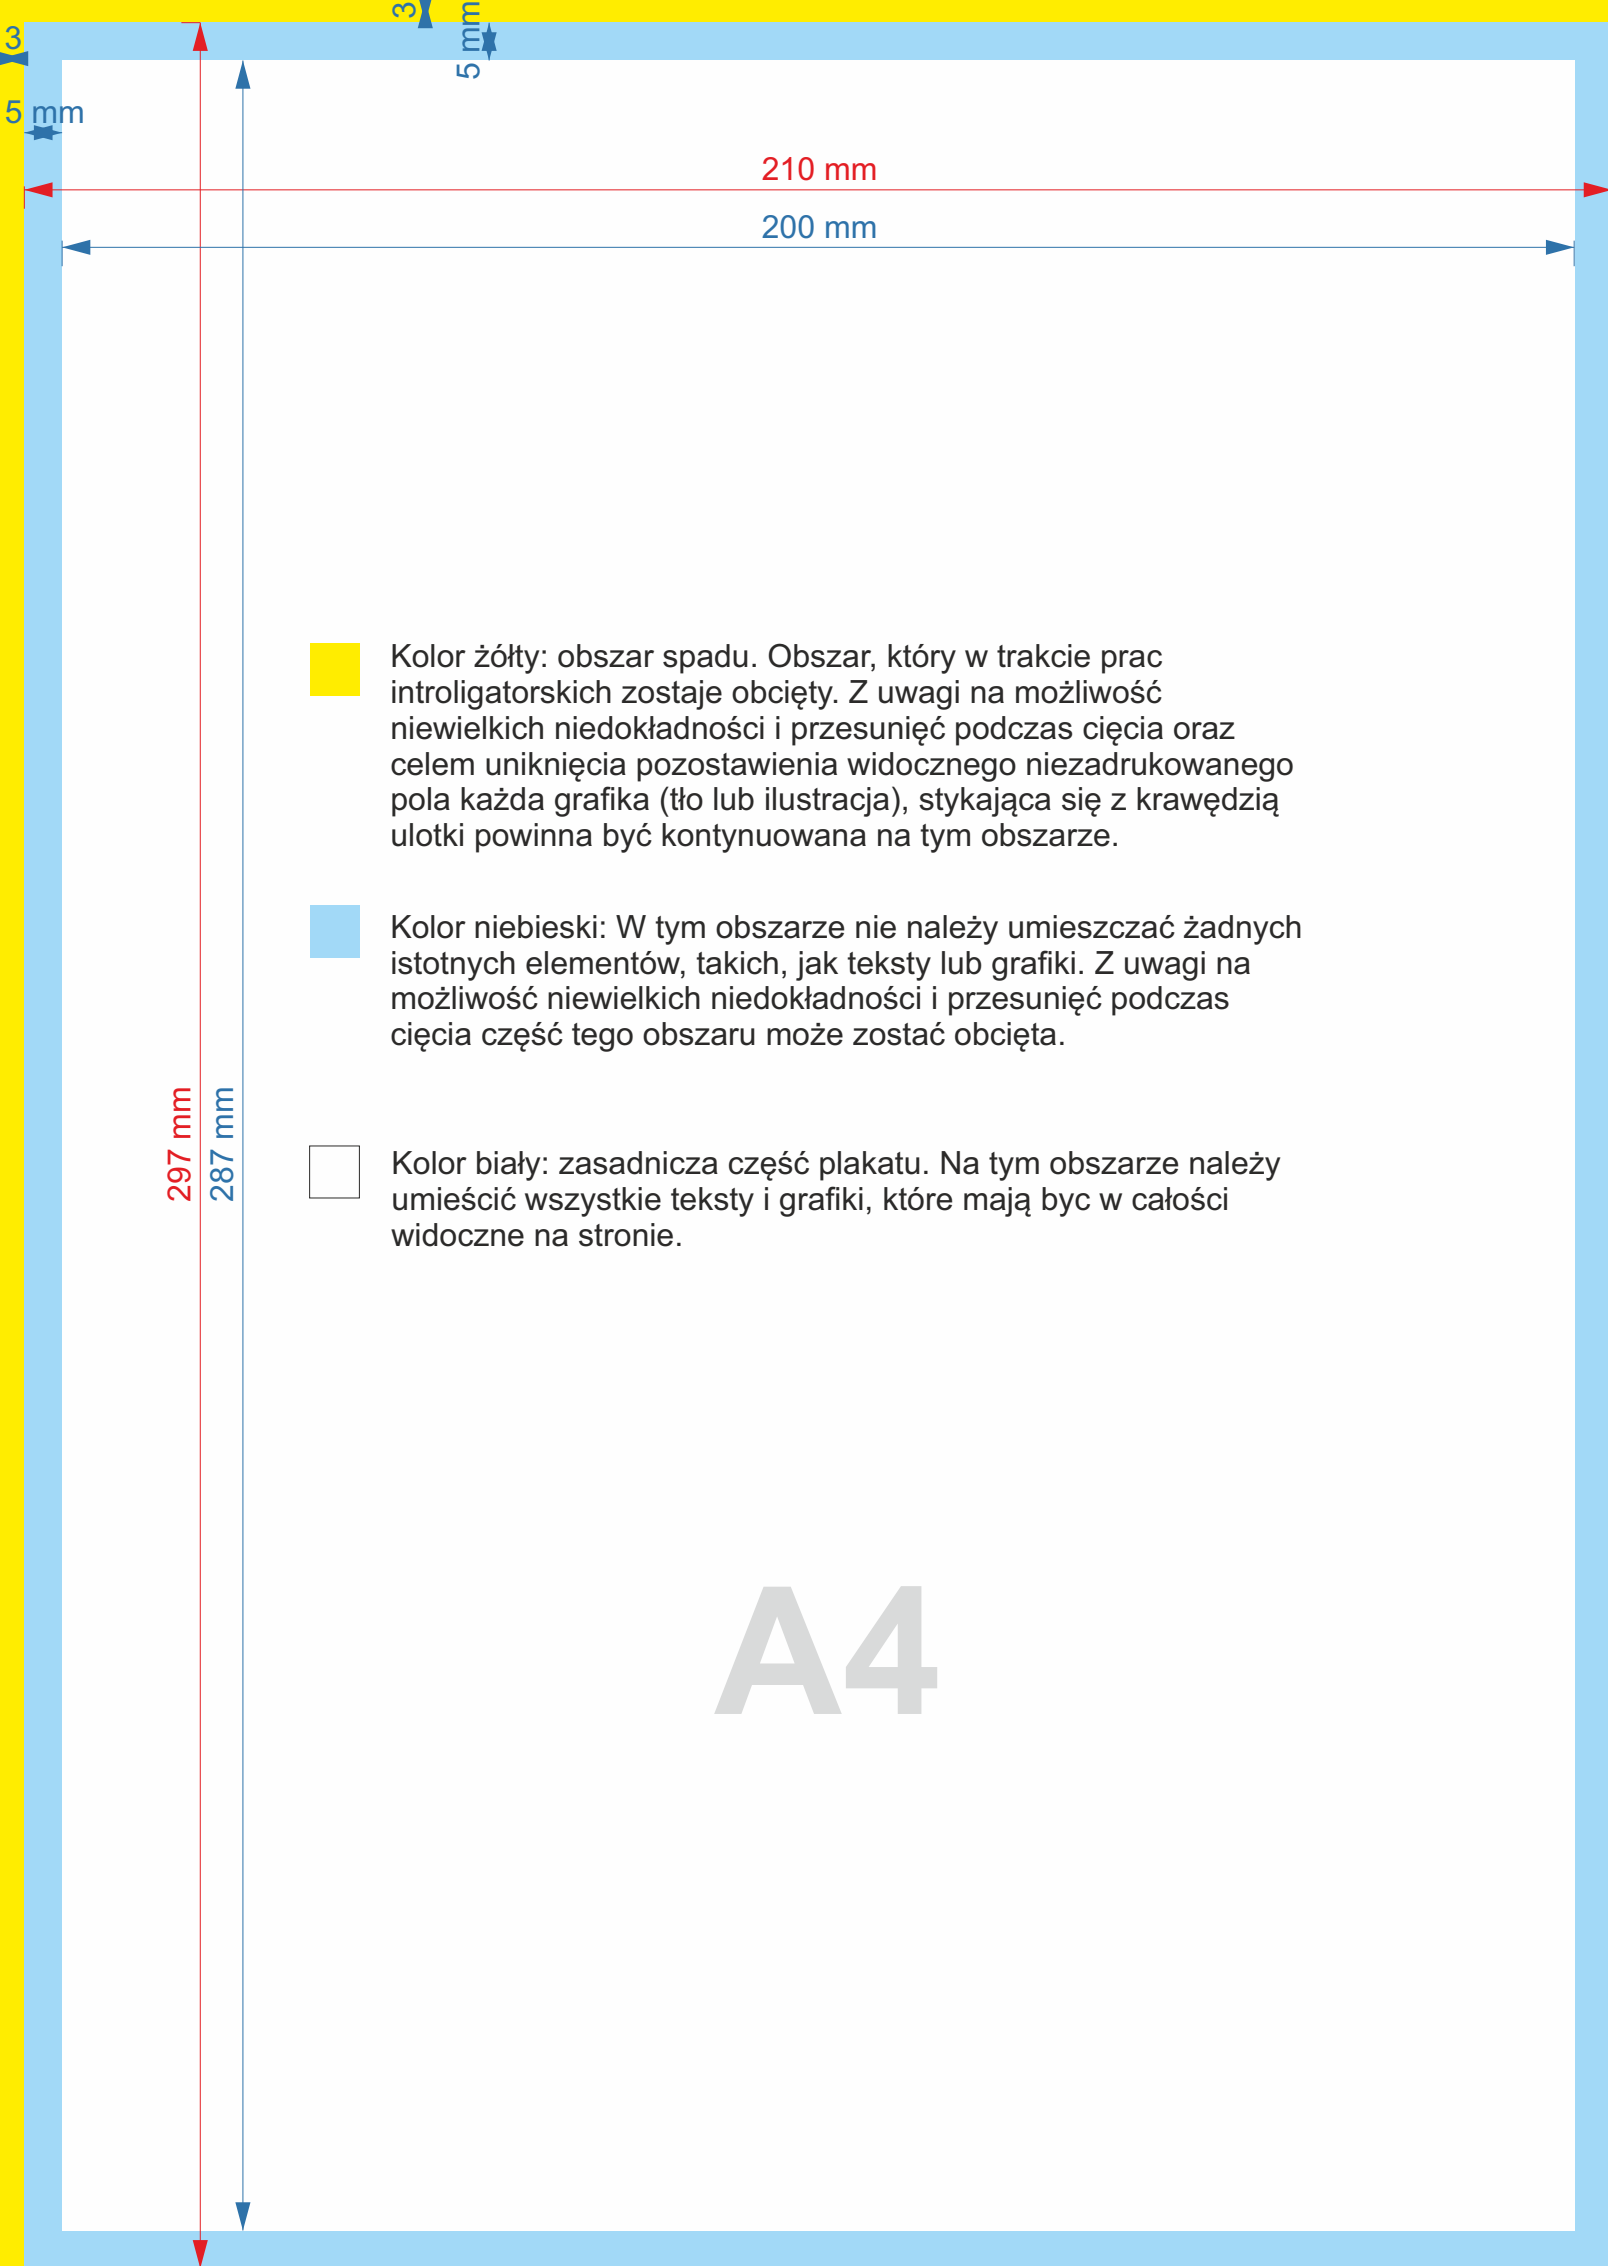 3
3
5 mm
5 mm
210 mm
200 mm
Kolor żółty: obszar spadu. Obszar, który w trakcie prac
introligatorskich zostaje obcięty. Z uwagi na możliwość
niewielkich niedokładności i przesunięć podczas cięcia oraz
celem uniknięcia pozostawienia widocznego niezadrukowanego
pola każda grafika (tło lub ilustracja), stykająca się z krawędzią
ulotki powinna być kontynuowana na tym obszarze.
Kolor niebieski: W tym obszarze nie należy umieszczać żadnych
istotnych elementów, takich, jak teksty lub grafiki. Z uwagi na
możliwość niewielkich niedokładności i przesunięć podczas
cięcia część tego obszaru może zostać obcięta.
297 mm
287 mm
Kolor biały: zasadnicza część plakatu. Na tym obszarze należy
umieścić wszystkie teksty i grafiki, które mają byc w całości
widoczne na stronie.
A4